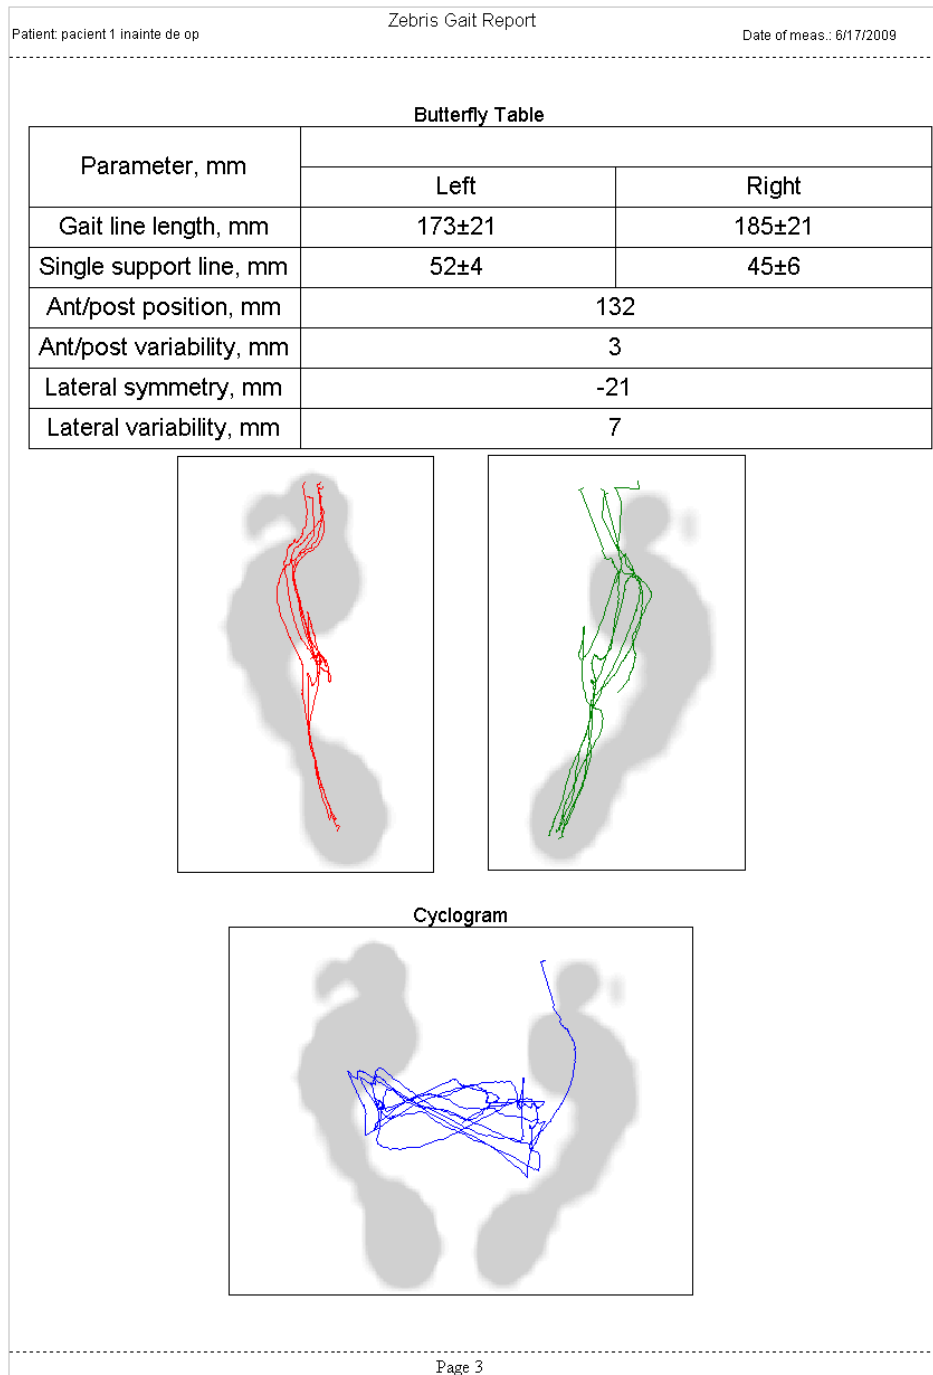 Zebris Gait Report
Patient: pacient 1 inainte de op Date of meas.: 6/17/2009
Butterfly Table
Parameter, mm
Left Right
Gait line length, mm 173±21 185±21
Single support line, mm 52±4 45±6
Ant/post position, mm 132
Ant/post variability, mm 3
Lateral symmetry, mm -21
Lateral variability, mm 7
Cyclogram
Page 3